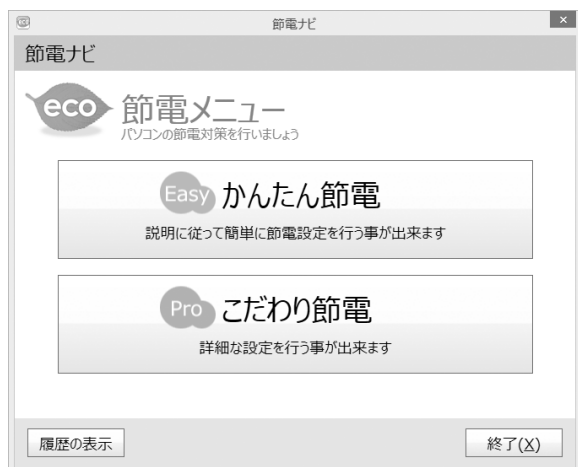 節電ナビ
節電ナビ
eco 節電メニュー
パソコンの節電対策を行いましょう
Easy かんたん節電
説明に従って簡単に節電設定を行う事が出来ます
Pro こだわり節電
詳細な設定を行う事が出来ます
履歴の表示 終了(X)